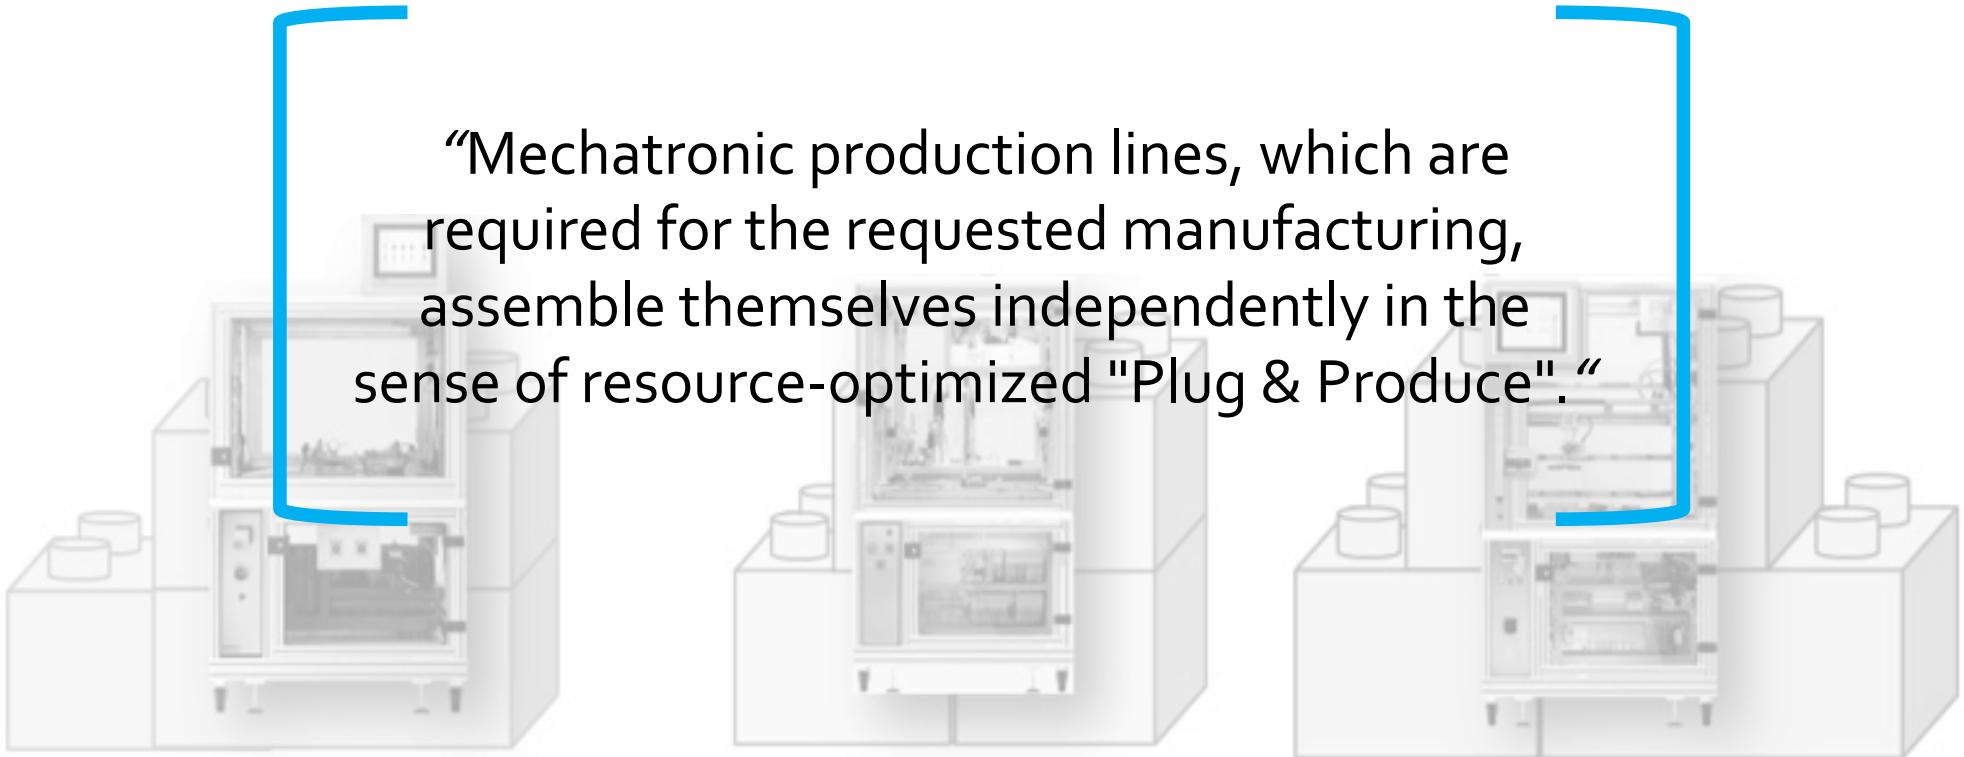 “Mechatronic production lines, which are
required for the requested manufacturing,
assemble themselves independently in the
sense of resource-optimized "Plug & Produce".“